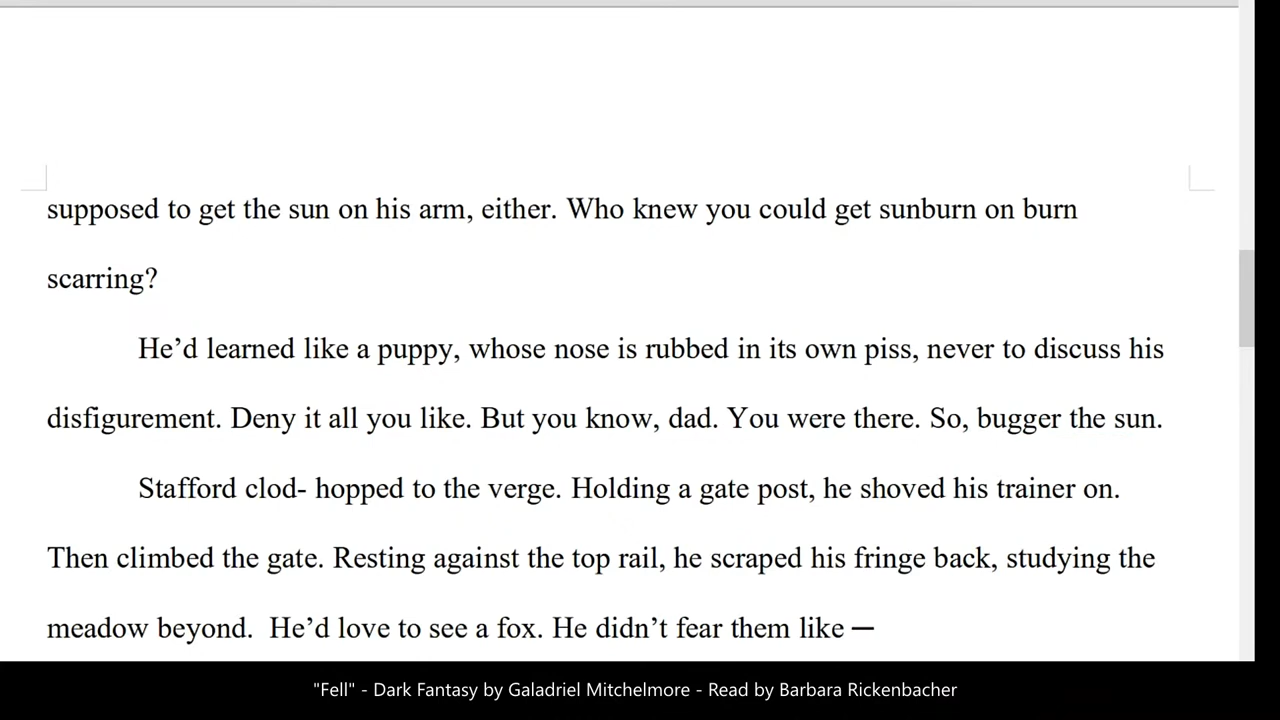 supposed to get the sun on his arm, either. Who knew you could get sunburn on burn
scarring?
He’d learned like a puppy, whose nose is rubbed in its own piss, never to discuss his
disfigurement. Deny it all you like. But you know, dad. You were there. So, bugger the sun.
Stafford clod- hopped to the verge. Holding a gate post, he shoved his trainer on.
Then climbed the gate. Resting against the top rail, he scraped his fringe back, studying the
meadow beyond.  He’d love to see a fox. He didn’t fear them like —
"Fell" - Dark Fantasy by Galadriel Mitchelmore - Read by Barbara Rickenbacher